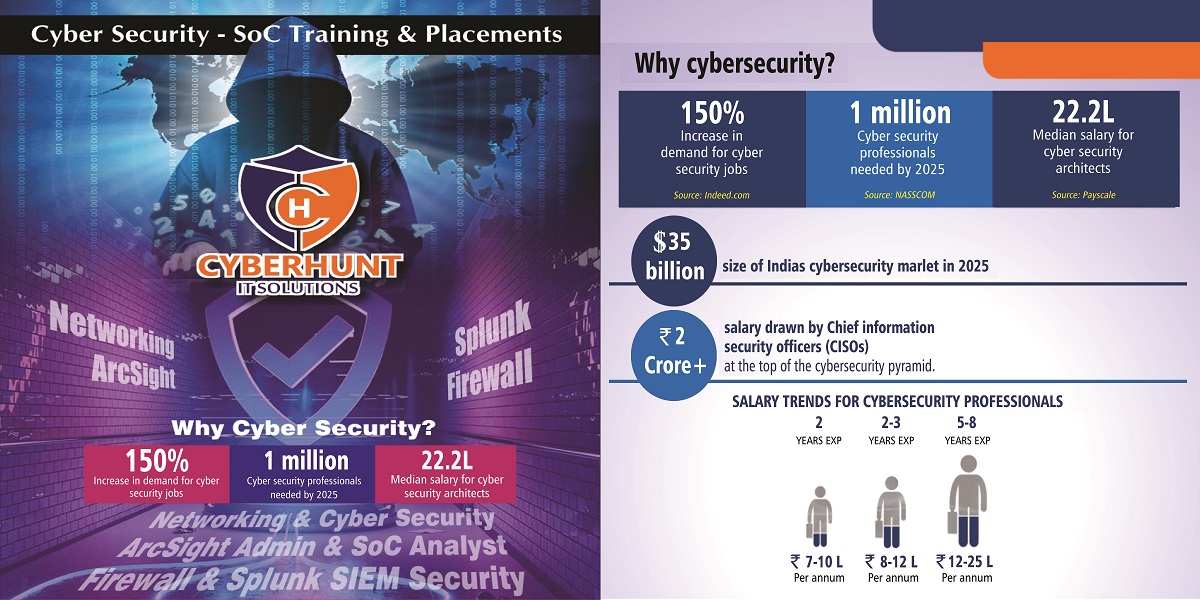 Cyber Security - SoC Training & Placements
CH
CYBERHUNT
IT SOLUTIONS
Networking
ArcSight
Splunk
Firewall
Why Cyber Security?
150%
Increase in demand for cyber
security jobs
1 million
Cyber security professionals
needed by 2025
22.2L
Median salary for cyber
security architects
Networking & Cyber Security
ArcSight Admin & SoC Analyst
Firewall & Splunk SIEM Security
Why cybersecurity?
150%
Increase in
demand for cyber
security jobs
Source: Indeed.com
1 million
Cyber security
professionals
needed by 2025
Source: NASSCOM
22.2L
Median salary for
cyber security
architects
Source: Payscale
$35
billion
size of Indias cybersecurity market in 2025
₹ 2
Crore+
salary drawn by Chief information
security officers (CISOs)
at the top of the cybersecurity pyramid.
SALARY TRENDS FOR CYBERSECURITY PROFESSIONALS
2
YEARS EXP
2-3
YEARS EXP
5-8
YEARS EXP
₹ 7-10 L
Per annum
₹ 8-12 L
Per annum
₹ 12-25 L
Per annum